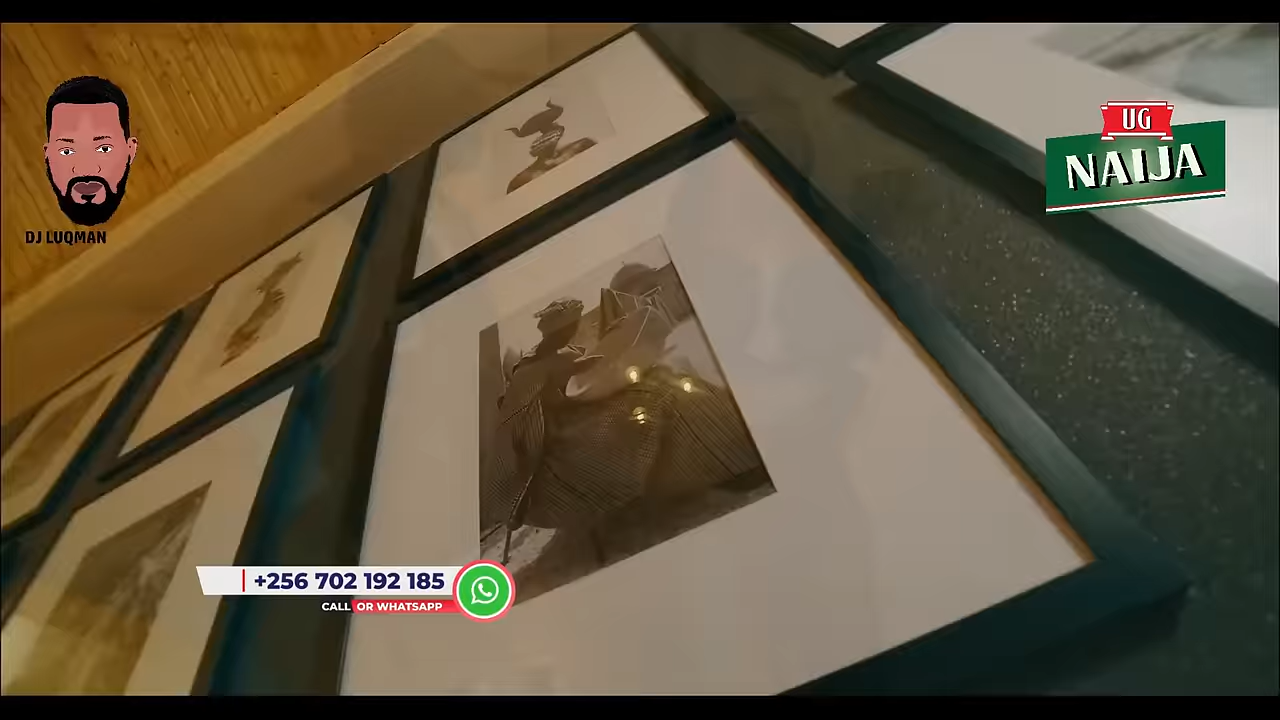 DJ LUQMAN
UG
NAIJA
+256 702 192 185
CALL OR WHATSAPP